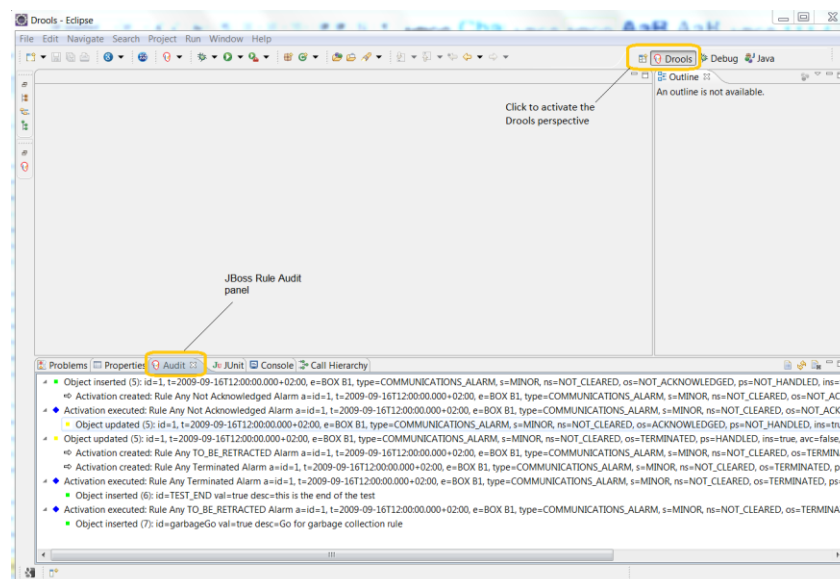 Drools - Eclipse
File Edit Navigate Search Project Run Window Help
Drools Debug Java
Outline
An outline is not available.
Click to activate the
Drools perspective
JBoss Rule Audit
panel
Problems Properties Audit JUnit Console Call Hierarchy
Object inserted (5): id=1, t=2009-09-16T12:00:00.000+02:00, e=BOX B1, type=COMMUNICATIONS_ALARM, s=MINOR, ns=NOT_CLEARED, os=NOT_ACKNOWLEDGED, ps=NOT_HANDLED, ins=
Activation created: Rule Any Not Acknowledged Alarm a=id=1, t=2009-09-16T12:00:00.000+02:00, e=BOX B1, type=COMMUNICATIONS_ALARM, s=MINOR, ns=NOT_CLEARED, os=NOT_AC
Activation executed: Rule Any Not Acknowledged Alarm a=id=1, t=2009-09-16T12:00:00.000+02:00, e=BOX B1, type=COMMUNICATIONS_ALARM, s=MINOR, ns=NOT_CLEARED, os=NOT_ACK
Object updated (5): id=1, t=2009-09-16T12:00:00.000+02:00, e=BOX B1, type=COMMUNICATIONS_ALARM, s=MINOR, ns=NOT_CLEARED, os=ACKNOWLEDGED, ps=NOT_HANDLED, ins=tru
Object updated (5): id=1, t=2009-09-16T12:00:00.000+02:00, e=BOX B1, type=COMMUNICATIONS_ALARM, s=MINOR, ns=NOT_CLEARED, os=TERMINATED, ps=HANDLED, ins=true, avc=false
Activation created: Rule Any TO_BE_RETRACTED Alarm a=id=1, t=2009-09-16T12:00:00.000+02:00, e=BOX B1, type=COMMUNICATIONS_ALARM, s=MINOR, ns=NOT_CLEARED, os=TERMIN
Activation created: Rule Any Terminated Alarm a=id=1, t=2009-09-16T12:00:00.000+02:00, e=BOX B1, type=COMMUNICATIONS_ALARM, s=MINOR, ns=NOT_CLEARED, os=TERMINATED, p
Activation executed: Rule Any Terminated Alarm a=id=1, t=2009-09-16T12:00:00.000+02:00, e=BOX B1, type=COMMUNICATIONS_ALARM, s=MINOR, ns=NOT_CLEARED, os=TERMINATED, ps=
Object inserted (6): id=TEST_END val=true desc=this is the end of the test
Activation executed: Rule Any TO_BE_RETRACTED Alarm a=id=1, t=2009-09-16T12:00:00.000+02:00, e=BOX B1, type=COMMUNICATIONS_ALARM, s=MINOR, ns=NOT_CLEARED, os=TERMINA
Object inserted (7): id=garbageGo val=true desc=Go for garbage collection rule